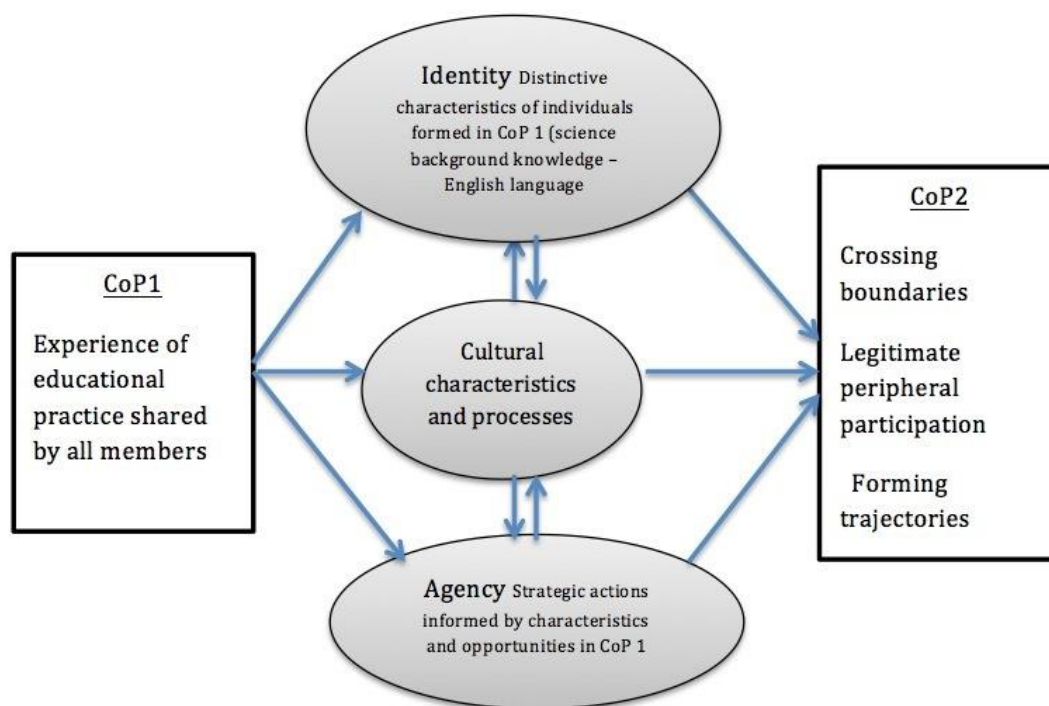 Identity Distinctive
characteristics of individuals
formed in CoP 1 (science
background knowledge –
English language
CoP1
Experience of
educational
practice shared
by all members
Cultural
characteristics
and processes
Agency Strategic actions
informed by characteristics
and opportunities in CoP 1
CoP2
Crossing
boundaries
Legitimate
peripheral
participation
Forming
trajectories